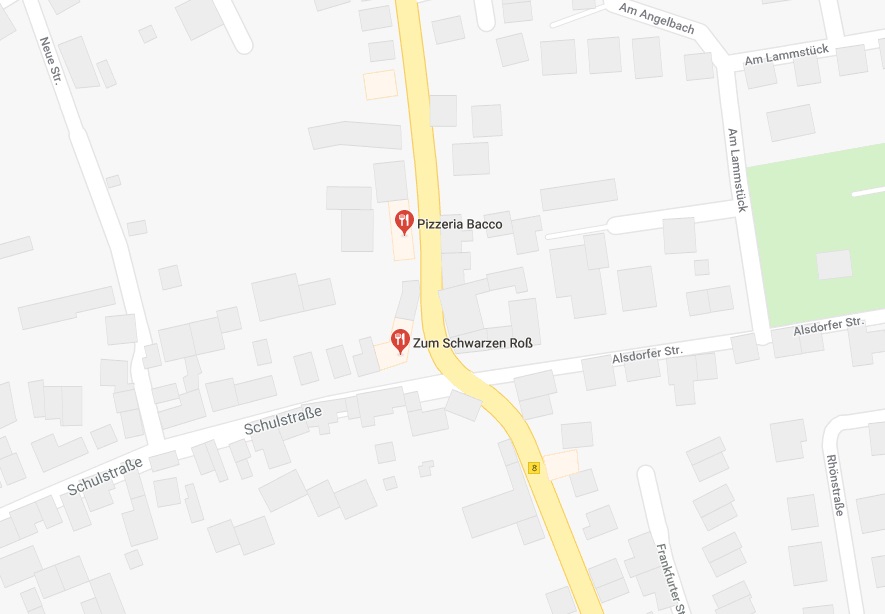 Am Angelbach
Neue Str.
Am Lammstück
Am Lammstück
Pizzeria Bacco
Alsdorfer Str.
Zum Schwarzen Roß
Alsdorfer Str.
Schulstraße
Schulstraße
8
Rhönstraße
Frankfurter St